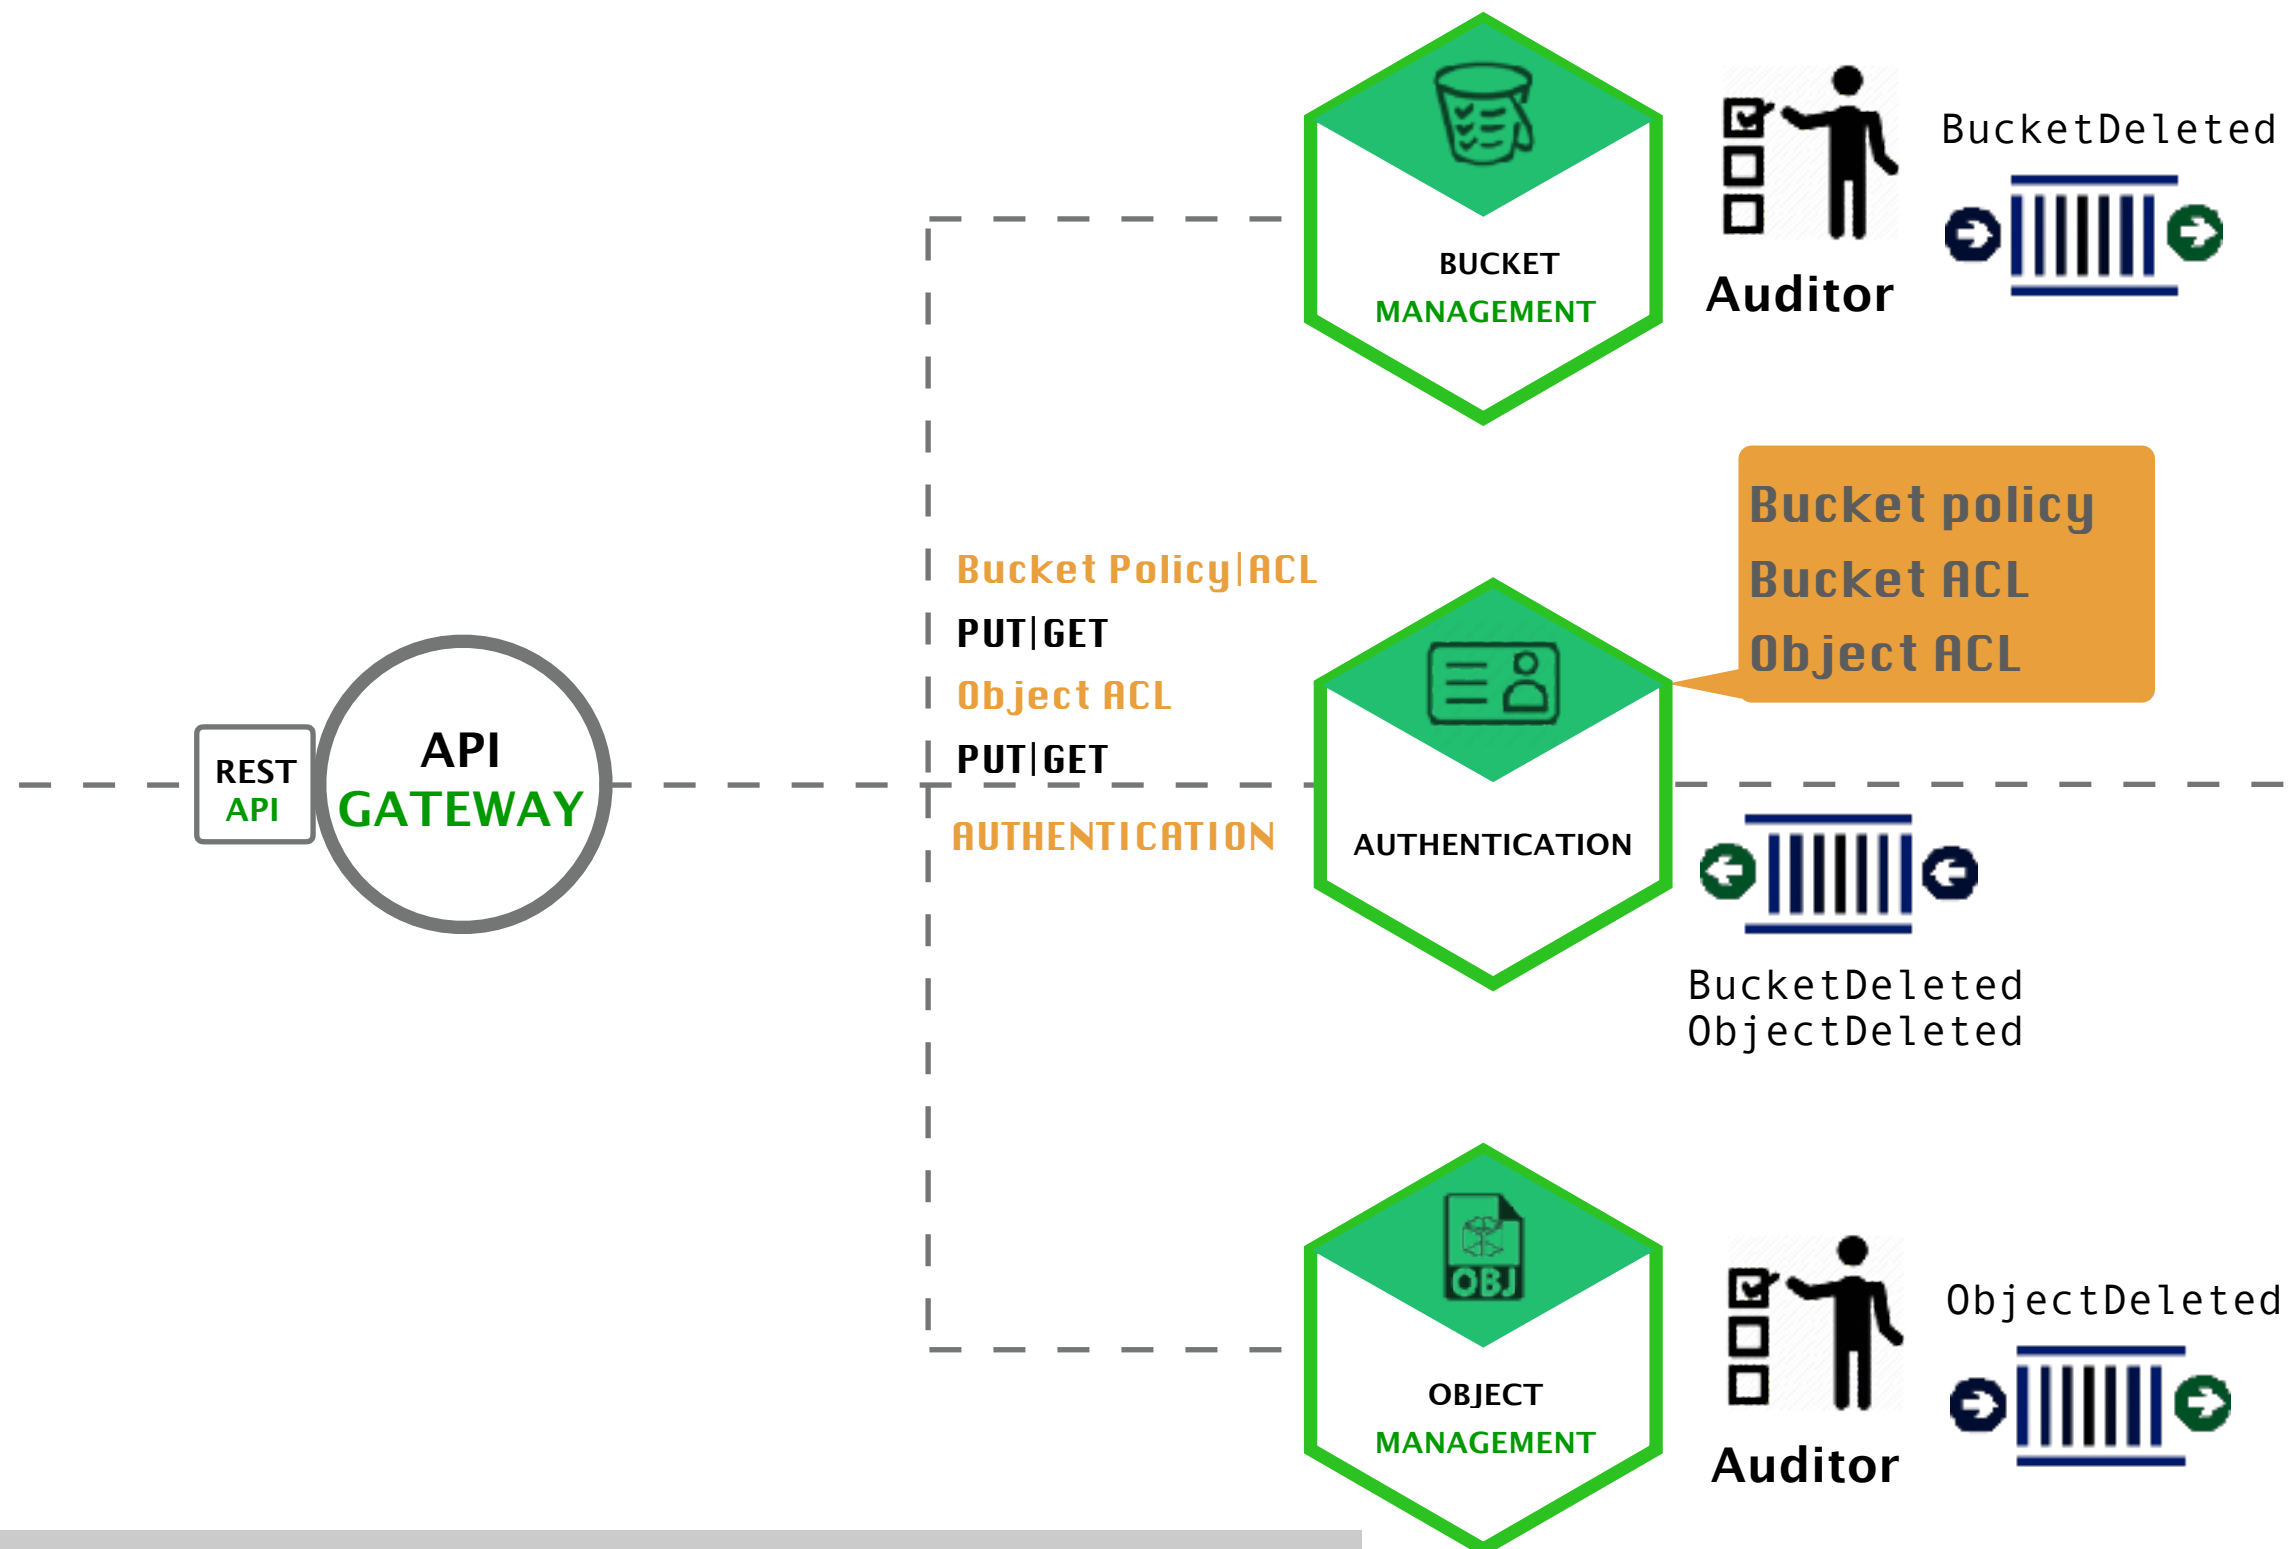 BucketDeleted
BUCKET
MANAGEMENT
Auditor
Bucket policy
Bucket ACL
Object ACL
Bucket Policy|ACL
PUT|GET
Object ACL
PUT|GET
REST
API
API
GATEWAY
AUTHENTICATION
AUTHENTICATION
BucketDeleted
ObjectDeleted
OBJ
ObjectDeleted
OBJECT
MANAGEMENT
Auditor